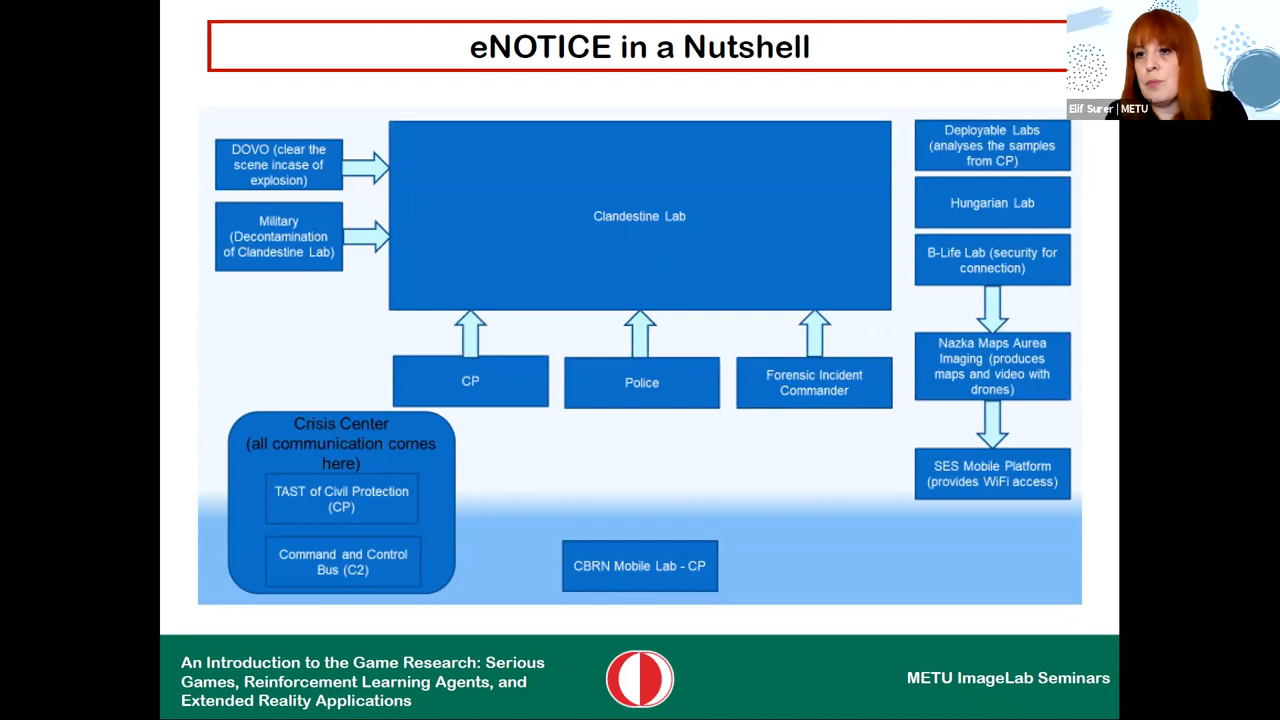 eNOTICE in a Nutshell
Elif Surer | METU
DOVO (clear the
scene incase of
explosion)
Military
(Decontamination
of Clandestine Lab)
Clandestine Lab
Deployable Labs
(analyses the samples
from CP)
Hungarian Lab
B-Life Lab (security for
connection)
Nazka Maps Aurea
Imaging (produces
maps and video with
drones)
SES Mobile Platform
(provides WiFi access)
CP
Police
Forensic Incident
Commander
Crisis Center
(all communication comes
here)
TAST of Civil Protection
(CP)
Command and Control
Bus (C2)
CBRN Mobile Lab - CP
An Introduction to the Game Research: Serious
Games, Reinforcement Learning Agents, and
Extended Reality Applications
METU ImageLab Seminars